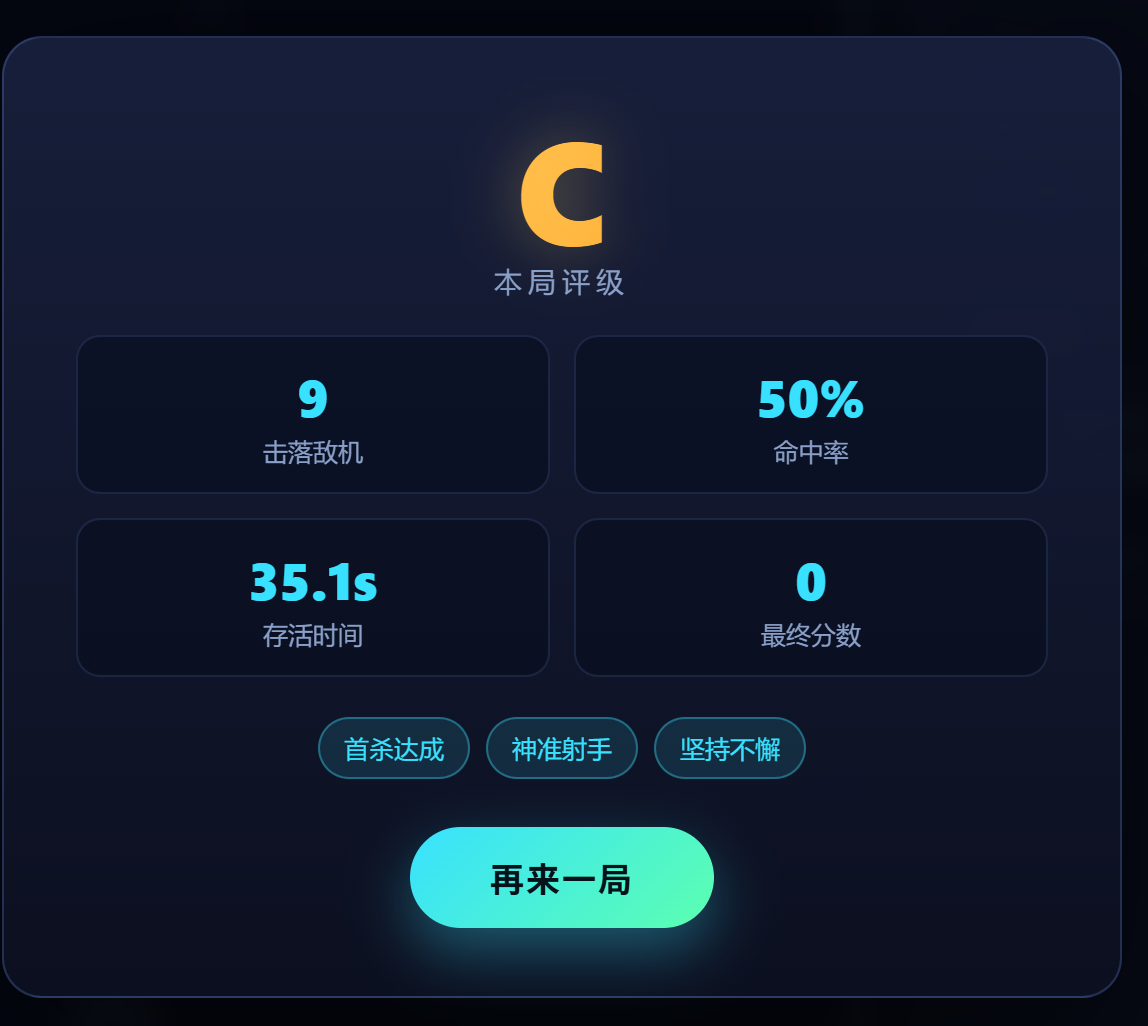 C
本局评级
9
击落敌机
50%
命中率
35.1s
存活时间
0
最终分数
首杀达成
神准射手
坚持不懈
再来一局